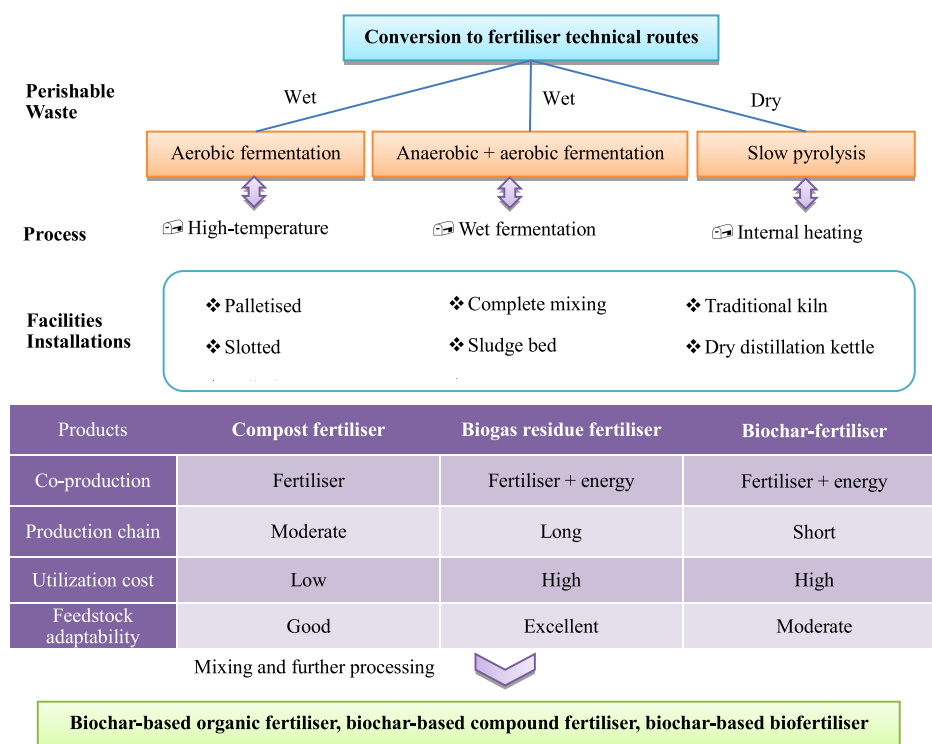 Conversion to fertiliser technical routes
Perishable
Waste
Wet
Wet
Dry
Aerobic fermentation
Anaerobic + aerobic fermentation
Slow pyrolysis
Process
High-temperature
Wet fermentation
Internal heating
Facilities
Installations
❖ Palletised
❖ Complete mixing
❖ Traditional kiln
❖ Slotted
❖ Sludge bed
❖ Dry distillation kettle
Products Compost fertiliser Biogas residue fertiliser Biochar-fertiliser
Co-production Fertiliser Fertiliser + energy Fertiliser + energy
Production chain Moderate Long Short
Utilization cost Low High High
Feedstock
adaptability Good Excellent Moderate
Mixing and further processing
Biochar-based organic fertiliser, biochar-based compound fertiliser, biochar-based biofertiliser